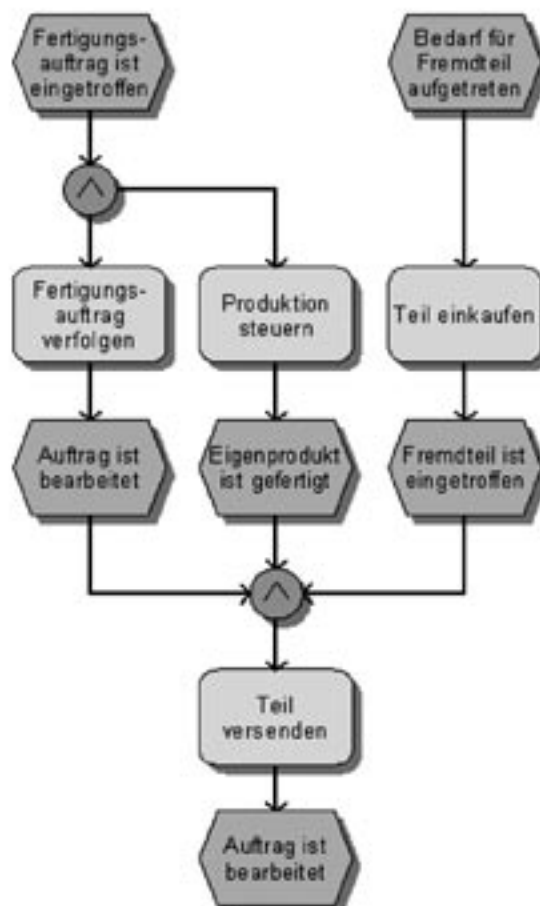 Fertigungs-
auftrag ist
eingetroffen
Bedarf für
Fremdteil
aufgetreten
Fertigungs-
auftrag
verfolgen
Produktion
steuern
Teil einkaufen
Auftrag ist
bearbeitet
Eigenprodukt
ist gefertigt
Fremdteil ist
eingetroffen
Teil
versenden
Auftrag ist
bearbeitet